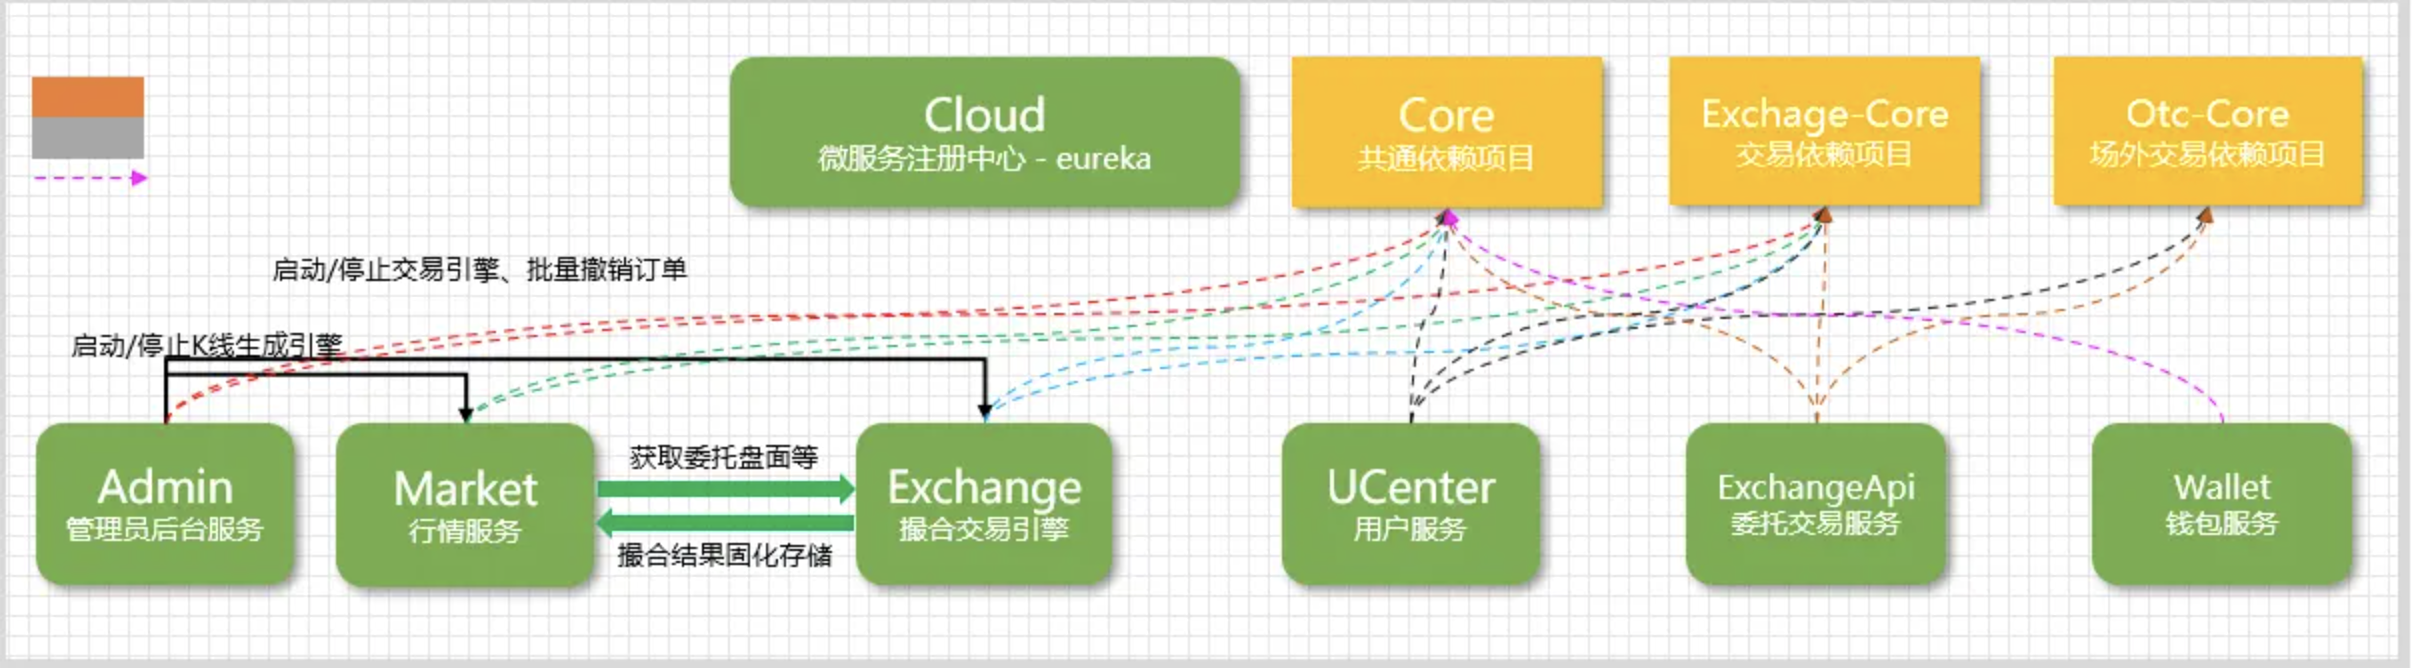 Cloud
微服务注册中心 - eureka
Core
共通依赖项目
Exchage-Core
交易依赖项目
Otc-Core
场外交易依赖项目
启动/停止交易引擎、批量撤销订单
启动/停止K线生成引擎
Admin
管理员后台服务
Market
行情服务
获取委托盘面等
撮合结果固化存储
Exchange
撮合交易引擎
UCenter
用户服务
ExchangeApi
委托交易服务
Wallet
钱包服务